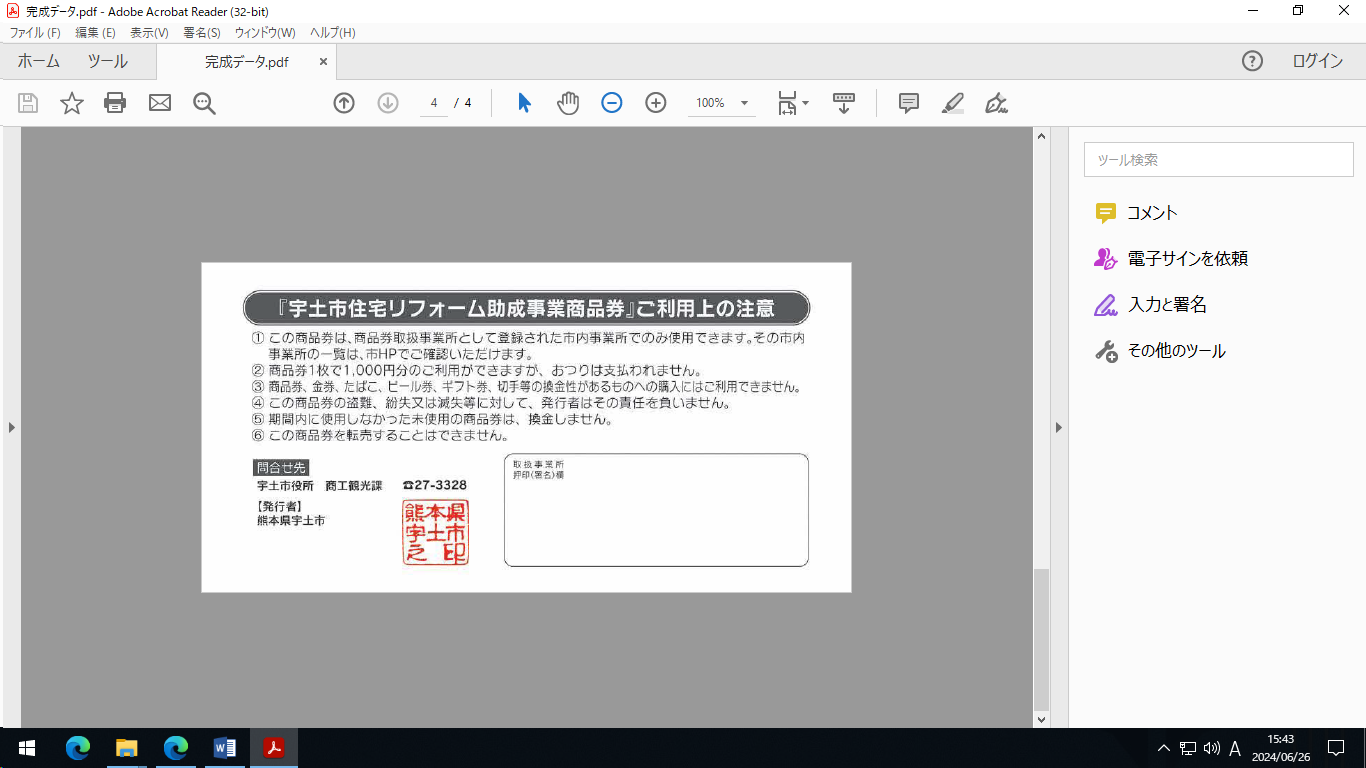 完成データ.pdf - Adobe Acrobat Reader (32-bit)
ファイル(F) 編集(E) 表示(V) 署名(S) ウィンドウ(W) ヘルプ(H)
ホーム ツール 完成データ.pdf × ? ログイン
4 / 4 100%
ツール検索
コメント
電子サインを依頼
入力と署名
その他のツール
『宇土市住宅リフォーム助成事業商品券』ご利用上の注意
① この商品券は、商品券取扱事業所として登録された市内事業所でのみ使用できます。その市内
事業所の一覧は、市HPでご確認いただけます。
② 商品券1枚で1,000円分のご利用ができますが、おつりは支払われません。
③ 商品券、金券、たばこ、ビール券、ギフト券、切手等の換金性があるものへの購入にはご利用できません。
④ この商品券の盗難、紛失又は滅失等に対して、発行者はその責任を負いません。
⑤ 期間内に使用しなかった未使用の商品券は、換金しません。
⑥ この商品券を転売することはできません。
問合せ先
宇土市役所 商工観光課 ☎27-3328
【発行者】
熊本県宇土市
熊本県
宇土市
之印
取扱事業所
押印(署名)欄
A 15:43
2024/06/26